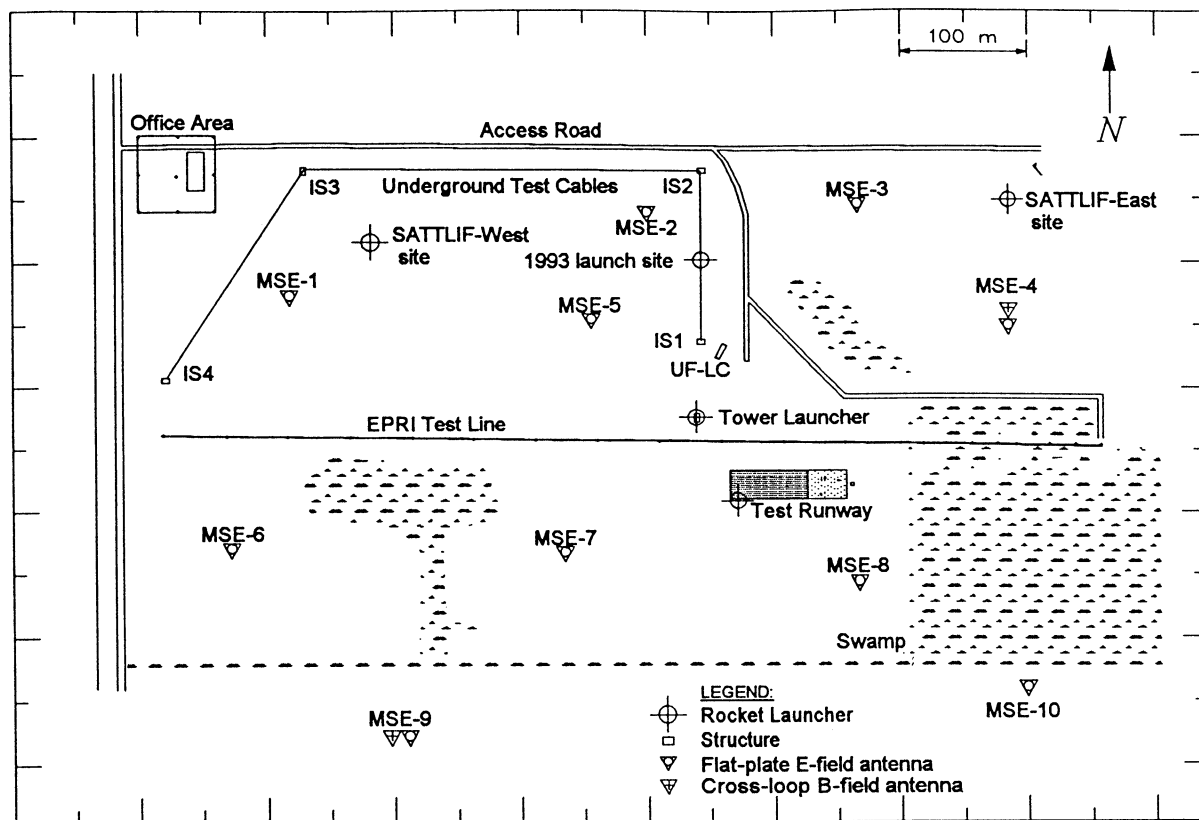 100 m
N
Office Area
Access Road
IS3
Underground Test Cables
IS2
MSE-3
SATTLIF-East
site
MSE-2
SATTLIF-West
site
1993 launch site
MSE-1
MSE-5
MSE-4
IS1
UF-LC
IS4
Tower Launcher
EPRI Test Line
Test Runway
MSE-6
MSE-7
MSE-8
Swamp
MSE-10
MSE-9
LEGEND:
Rocket Launcher
Structure
Flat-plate E-field antenna
Cross-loop B-field antenna